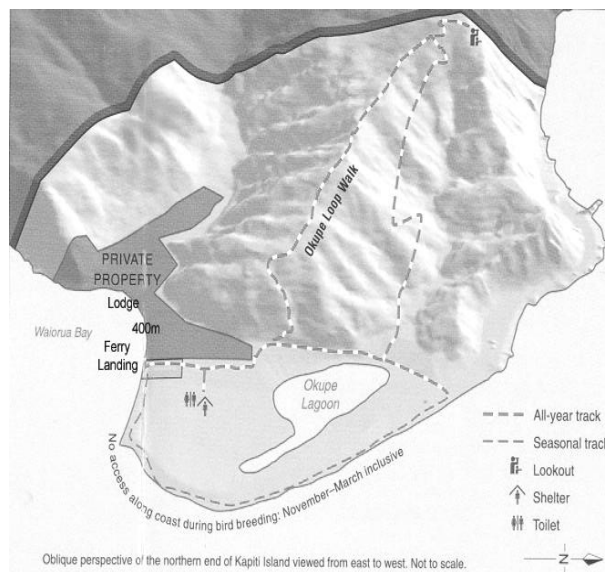 Okupe Loop Walk
PRIVATE
PROPERTY
Lodge
400m
Waiorua Bay
Ferry
Landing
Okupe
Lagoon
No access along coast during bird breeding: November–March inclusive
All-year track
Seasonal track
Lookout
Shelter
Toilet
Oblique perspective of the northern end of Kapiti Island viewed from east to west. Not to scale.
N